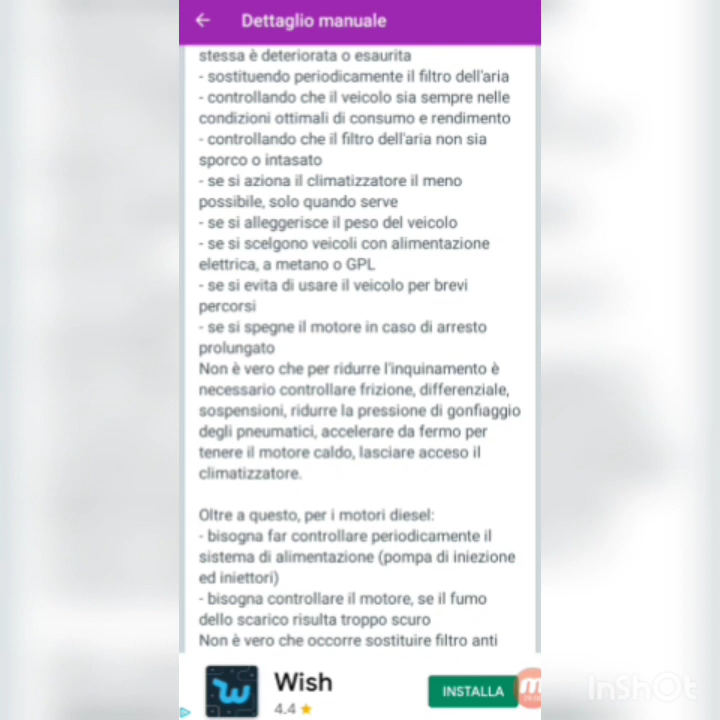 Dettaglio manuale
stessa è deteriorata o esaurita
- sostituendo periodicamente il filtro dell'aria
- controllando che il veicolo sia sempre nelle
condizioni ottimali di consumo e rendimento
- controllando che il filtro dell'aria non sia
sporco o intasato
- se si aziona il climatizzatore il meno
possibile, solo quando serve
- se si alleggerisce il peso del veicolo
- se si scelgono veicoli con alimentazione
elettrica, a metano o GPL
- se si evita di usare il veicolo per brevi
percorsi
- se si spegne il motore in caso di arresto
prolungato
Non è vero che per ridurre l'inquinamento è
necessario controllare frizione, differenziale,
sospensioni, ridurre la pressione di gonfiaggio
degli pneumatici, accelerare da fermo per
tenere il motore caldo, lasciare acceso il
climatizzatore.
Oltre a questo, per i motori diesel:
- bisogna far controllare periodicamente il
sistema di alimentazione (pompa di iniezione
ed iniettori)
- bisogna controllare il motore, se il fumo
dello scarico risulta troppo scuro
Non è vero che occorre sostituire filtro anti
Wish
4.4
INSTALLA
InShOt